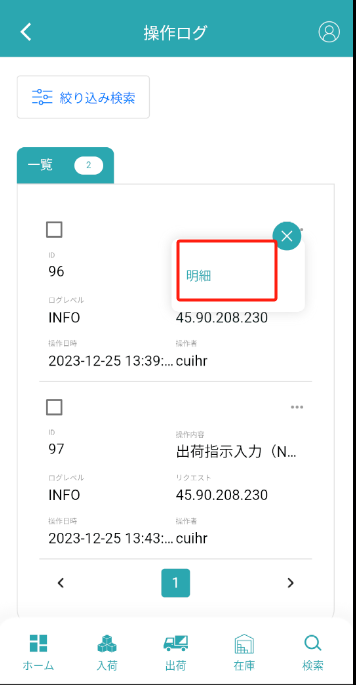 操作ログ
絞り込み検索
一覧 2
ID
96
明細
ログレベル
INFO 45.90.208.230
操作日時 操作者
2023-12-25 13:39:... cuihr
ID 操作内容
97 出荷指示入力（N...
ログレベル リクエスト
INFO 45.90.208.230
操作日時 操作者
2023-12-25 13:43:... cuihr
1
ホーム 入荷 出荷 在庫 検索